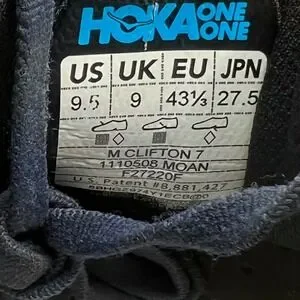 HOKA ONE ONE
US UK EU JPN
9.5 9 43⅓ 27.5
M CLIFTON 7
1110508 MOAN
F27220F
U.S. Patent #8,881,427